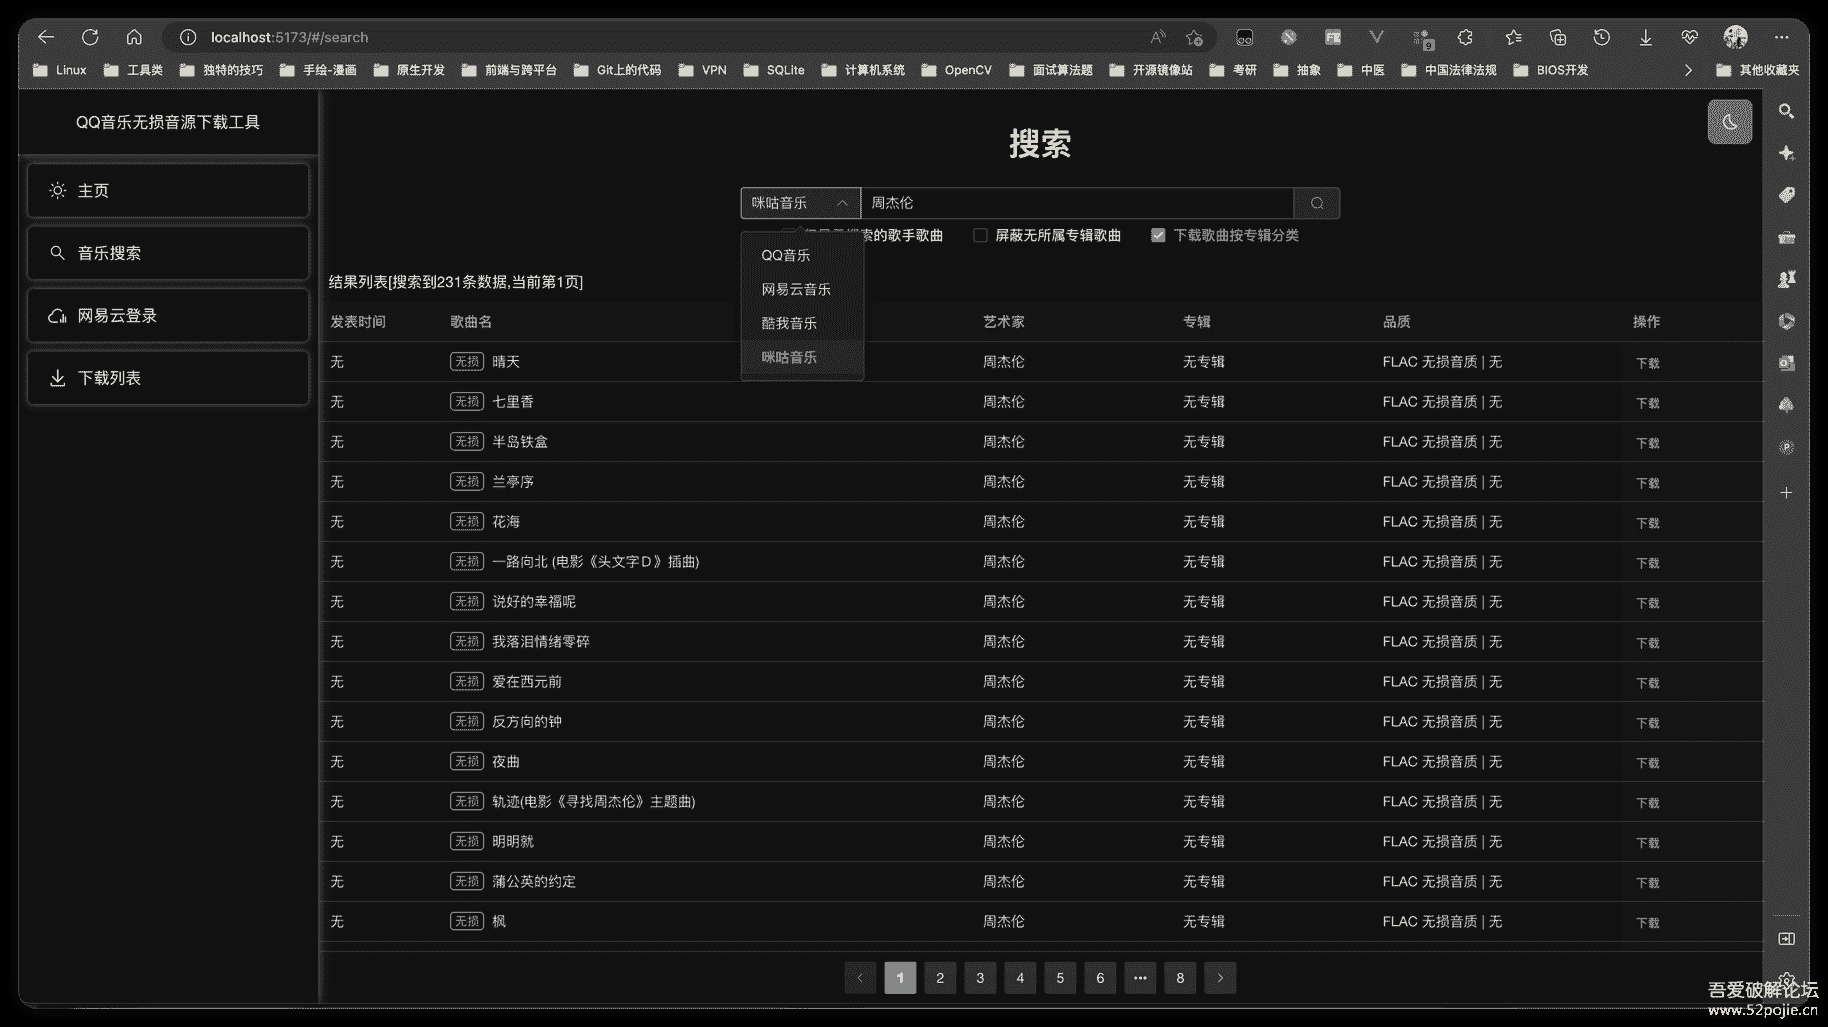 localhost:5173/#/search
Linux 工具类 独特的技巧 手绘-漫画 原生开发 前端与跨平台 Git上的代码 VPN SQLite 计算机系统 OpenCV 面试算法题 开源镜像站 考研 抽象 中医 中国法律法规 BIOS开发 其他收藏夹
QQ音乐无损音源下载工具
主页
音乐搜索
网易云登录
下载列表
搜索
咪咕音乐 周杰伦
的歌手歌曲 屏蔽无所属专辑歌曲 下载歌曲按专辑分类
QQ音乐
网易云音乐
酷我音乐
咪咕音乐
结果列表[搜索到231条数据,当前第1页]
发表时间 歌曲名 艺术家 专辑 品质 操作
无 无损 晴天 周杰伦 无专辑 FLAC 无损音质 | 无 下载
无 无损 七里香 周杰伦 无专辑 FLAC 无损音质 | 无 下载
无 无损 半岛铁盒 周杰伦 无专辑 FLAC 无损音质 | 无 下载
无 无损 兰亭序 周杰伦 无专辑 FLAC 无损音质 | 无 下载
无 无损 花海 周杰伦 无专辑 FLAC 无损音质 | 无 下载
无 无损 一路向北 (电影《头文字Ｄ》插曲) 周杰伦 无专辑 FLAC 无损音质 | 无 下载
无 无损 说好的幸福呢 周杰伦 无专辑 FLAC 无损音质 | 无 下载
无 无损 我落泪情绪零碎 周杰伦 无专辑 FLAC 无损音质 | 无 下载
无 无损 爱在西元前 周杰伦 无专辑 FLAC 无损音质 | 无 下载
无 无损 反方向的钟 周杰伦 无专辑 FLAC 无损音质 | 无 下载
无 无损 夜曲 周杰伦 无专辑 FLAC 无损音质 | 无 下载
无 无损 轨迹(电影《寻找周杰伦》主题曲) 周杰伦 无专辑 FLAC 无损音质 | 无 下载
无 无损 明明就 周杰伦 无专辑 FLAC 无损音质 | 无 下载
无 无损 蒲公英的约定 周杰伦 无专辑 FLAC 无损音质 | 无 下载
无 无损 枫 周杰伦 无专辑 FLAC 无损音质 | 无 下载
1 2 3 4 5 6 ••• 8
吾爱破解论坛
www.52pojie.cn